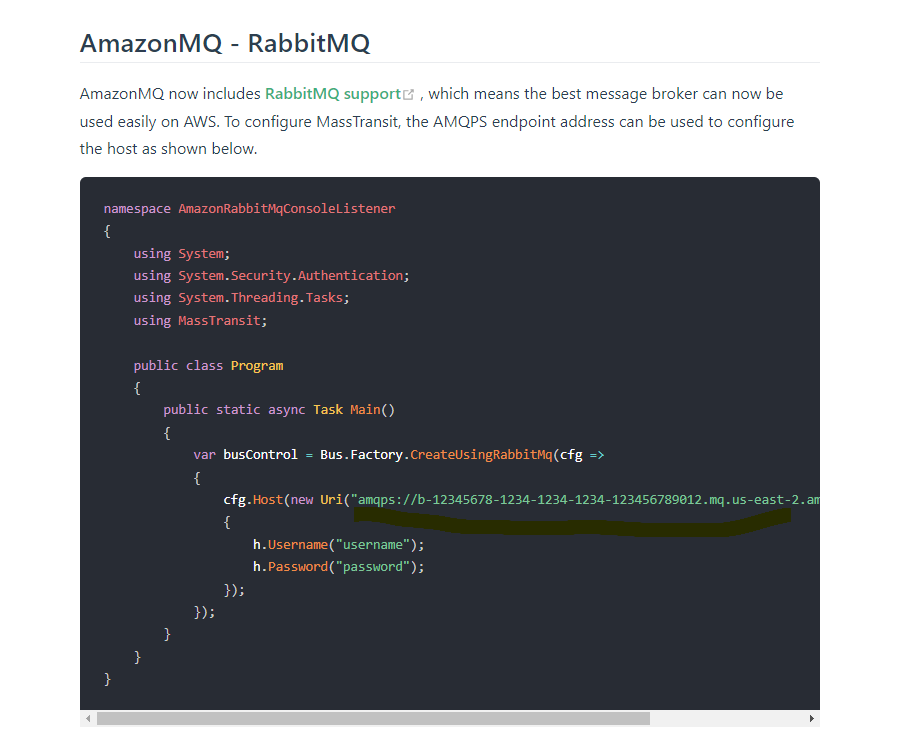 AmazonMQ - RabbitMQ
AmazonMQ now includes RabbitMQ support , which means the best message broker can now be
used easily on AWS. To configure MassTransit, the AMQPS endpoint address can be used to configure
the host as shown below.
namespace AmazonRabbitMqConsoleListener
{
    using System;
    using System.Security.Authentication;
    using System.Threading.Tasks;
    using MassTransit;

    public class Program
    {
        public static async Task Main()
        {
            var busControl = Bus.Factory.CreateUsingRabbitMq(cfg =>
            {
                cfg.Host(new Uri("amqps://b-12345678-1234-1234-1234-123456789012.mq.us-east-2.am
                {
                    h.Username("username");
                    h.Password("password");
                });
            });
        }
    }
}